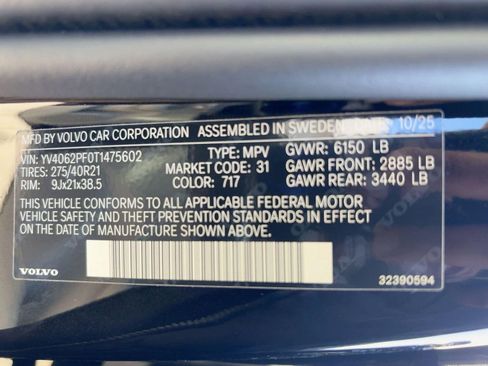 MFD BY VOLVO CAR CORPORATION ASSEMBLED IN SWEDEN 10/25
VIN: YV4062PF0T1475602 TYPE: MPV GVWR: 6150 LB
TIRES: 275/40R21 MARKET CODE: 31 GAWR FRONT: 2885 LB
RIM: 9Jx21x38.5 COLOR: 717 GAWR REAR: 3440 LB
THIS VEHICLE CONFORMS TO ALL APPLICABLE FEDERAL MOTOR
VEHICLE SAFETY AND THEFT PREVENTION STANDARDS IN EFFECT
ON THE DATE OF MANUFACTURE SHOWN ABOVE.
VOLVO 32390594